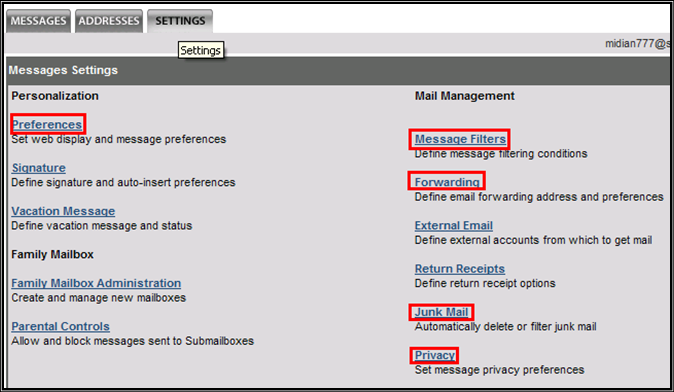 MESSAGES ADDRESSES SETTINGS
Settings
midian777@s
Messages Settings
Personalization
Preferences
Set web display and message preferences
Signature
Define signature and auto-insert preferences
Vacation Message
Define vacation message and status
Family Mailbox
Family Mailbox Administration
Create and manage new mailboxes
Parental Controls
Allow and block messages sent to Submailboxes
Mail Management
Message Filters
Define message filtering conditions
Forwarding
Define email forwarding address and preferences
External Email
Define external accounts from which to get mail
Return Receipts
Define return receipt options
Junk Mail
Automatically delete or filter junk mail
Privacy
Set message privacy preferences